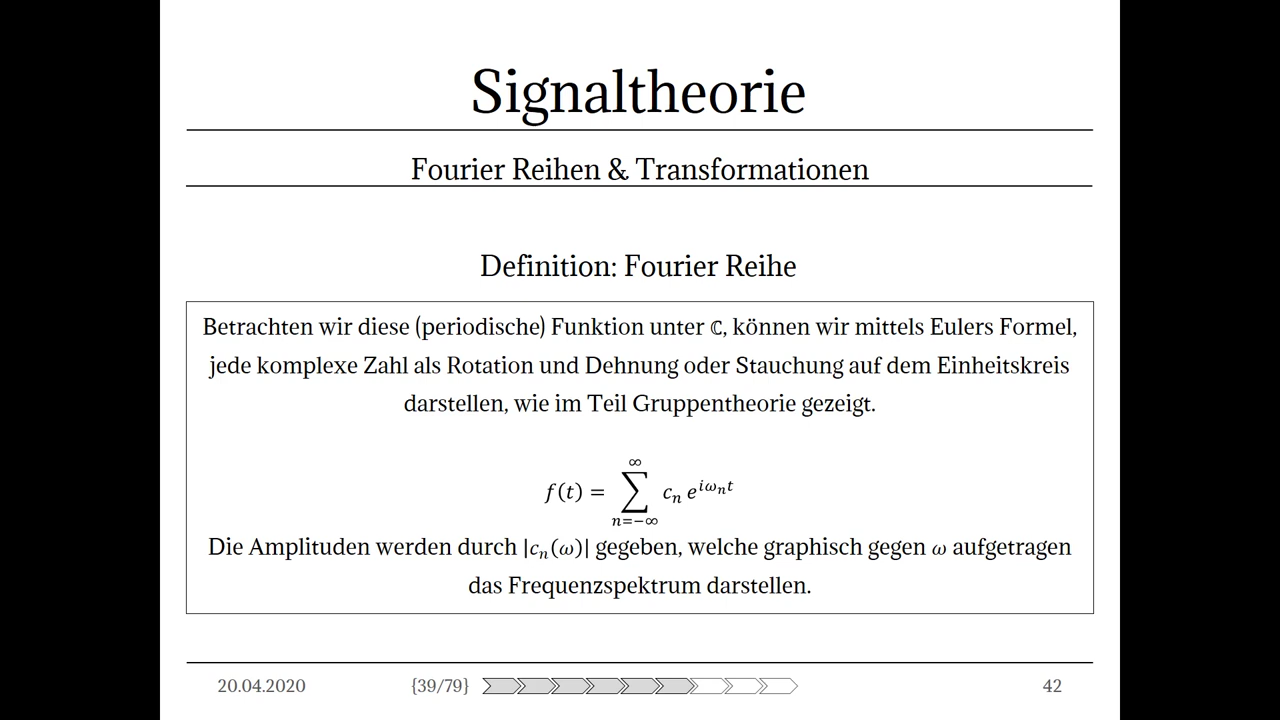 Signaltheorie
Fourier Reihen & Transformationen
Definition: Fourier Reihe
Betrachten wir diese (periodische) Funktion unter ℂ, können wir mittels Eulers Formel,
jede komplexe Zahl als Rotation und Dehnung oder Stauchung auf dem Einheitskreis
darstellen, wie im Teil Gruppentheorie gezeigt.
f(t) = ∑_{n=−∞}^{∞} c_n e^{iω_n t}
Die Amplituden werden durch |c_n(ω)| gegeben, welche graphisch gegen ω aufgetragen
das Frequenzspektrum darstellen.
20.04.2020 {39/79} 42